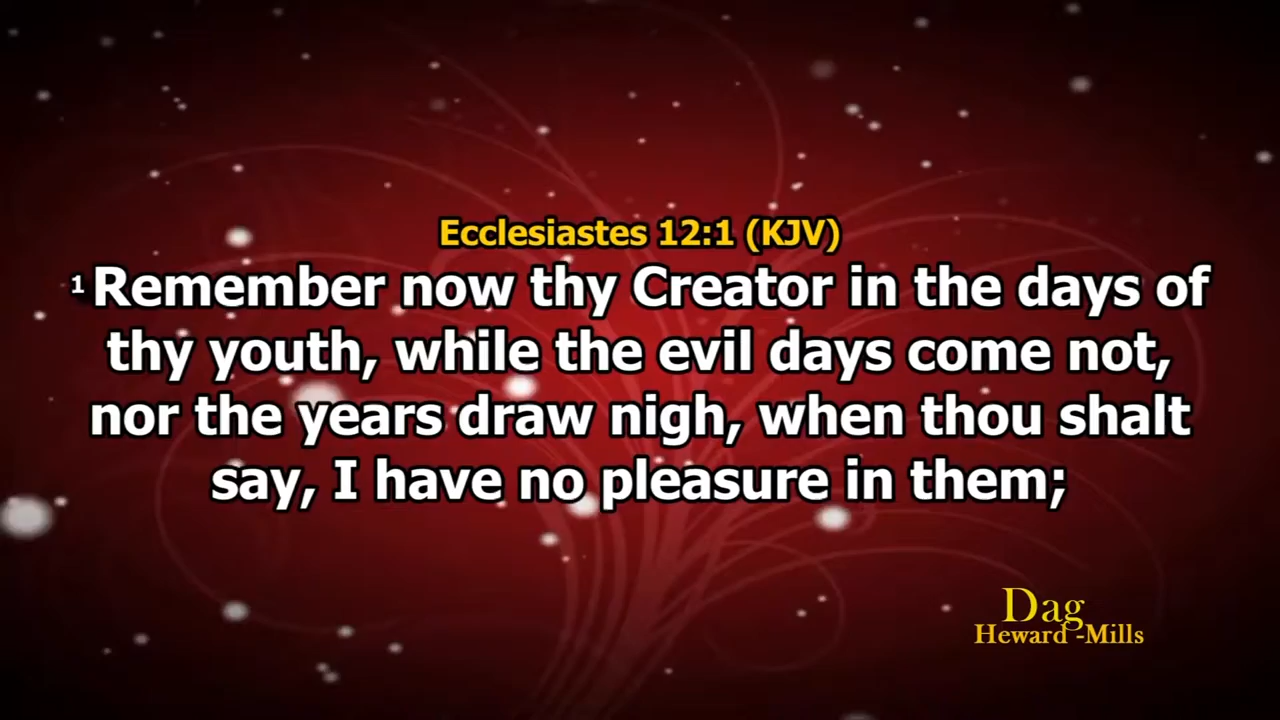 Ecclesiastes 12:1 (KJV)
1 Remember now thy Creator in the days of
thy youth, while the evil days come not,
nor the years draw nigh, when thou shalt
say, I have no pleasure in them;
Dag
Heward -Mills